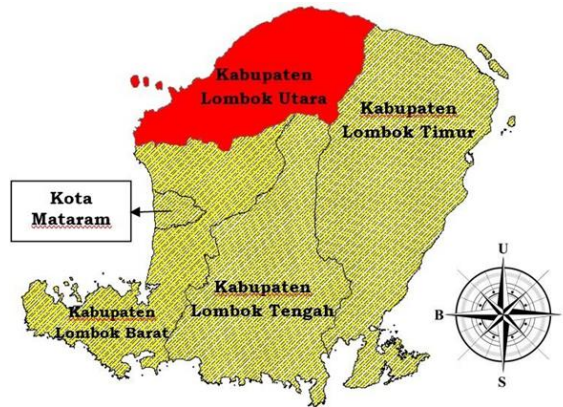 Kabupaten
Lombok Utara
Kabupaten
Lombok Timur
Kota
Mataram
Kabupaten
Lombok Tengah
Kabupaten
Lombok Barat
U
B
S